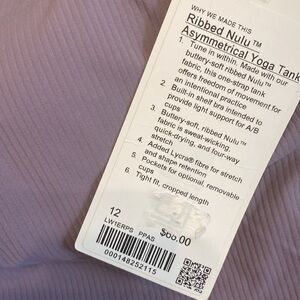 WHY WE MADE THIS
Ribbed Nulu™
Asymmetrical Yoga Tank
1. Tune in within. Made with our
buttery-soft ribbed Nulu™
fabric, this one-strap tank
offers freedom of movement for
an intentional practice
2. Built-in shelf bra intended to
provide light support for A/B
cups
3. Buttery-soft, ribbed Nulu™
fabric is sweat-wicking,
quick-drying, and four-way
stretch
4. Added Lycra® fibre for stretch
and shape retention
5. Pockets for optional, removable
cups
6. Tight fit, cropped length
12
$60.00
LW1ERPS PPAS
000148252115